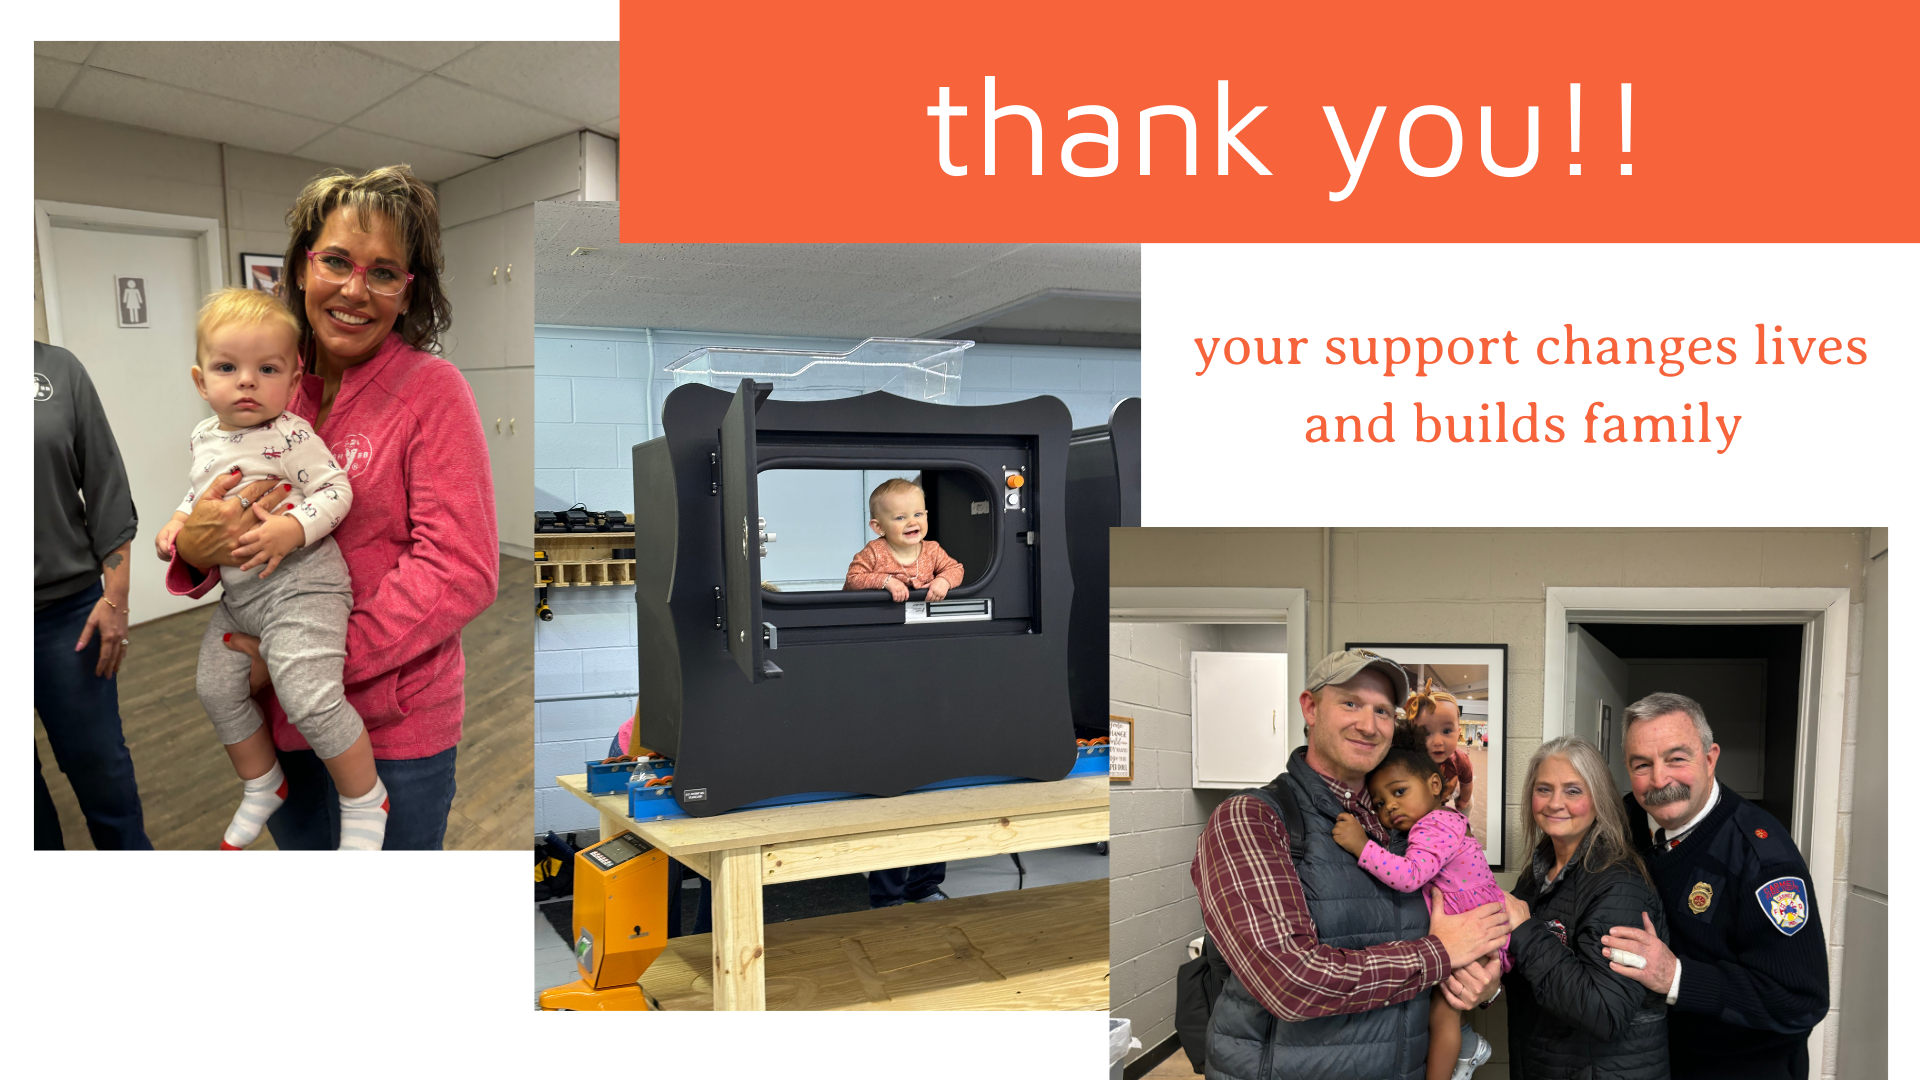 thank you!!
your support changes lives
and builds family